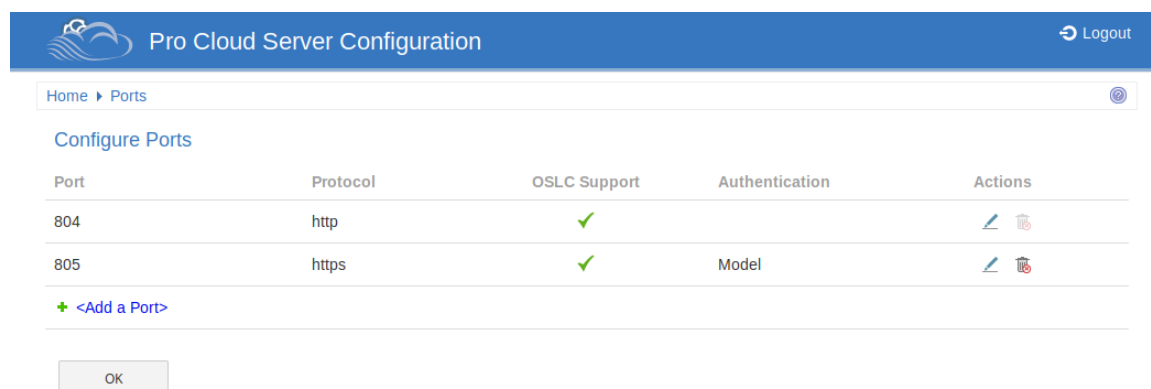 Pro Cloud Server Configuration Logout
Home Ports
Configure Ports
Port Protocol OSLC Support Authentication Actions
804 http
805 https Model
<Add a Port>
OK